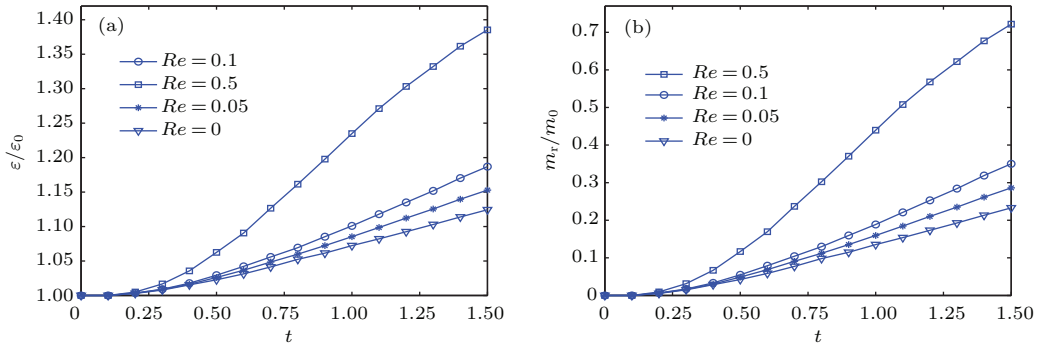 (a)
1.40
1.35
1.30
1.25
1.20
1.15
1.10
1.05
1.00
ε/ε₀
Re = 0.1
Re = 0.5
Re = 0.05
Re = 0
0
0.25
0.50
0.75
1.00
1.25
1.50
t
(b)
0.7
0.6
0.5
0.4
0.3
0.2
0.1
0
mᵣ/m₀
Re = 0.5
Re = 0.1
Re = 0.05
Re = 0
0
0.25
0.50
0.75
1.00
1.25
1.50
t